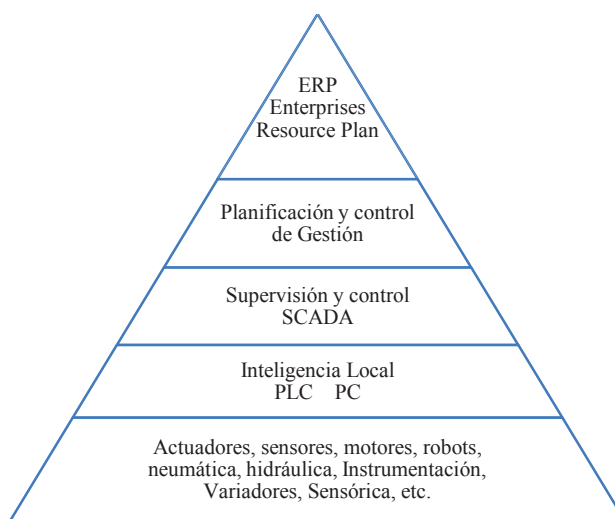 ERP
Enterprises
Resource Plan
Planificación y control
de Gestión
Supervisión y control
SCADA
Inteligencia Local
PLC PC
Actuadores, sensores, motores, robots,
neumática, hidráulica, Instrumentación,
Variadores, Sensórica, etc.